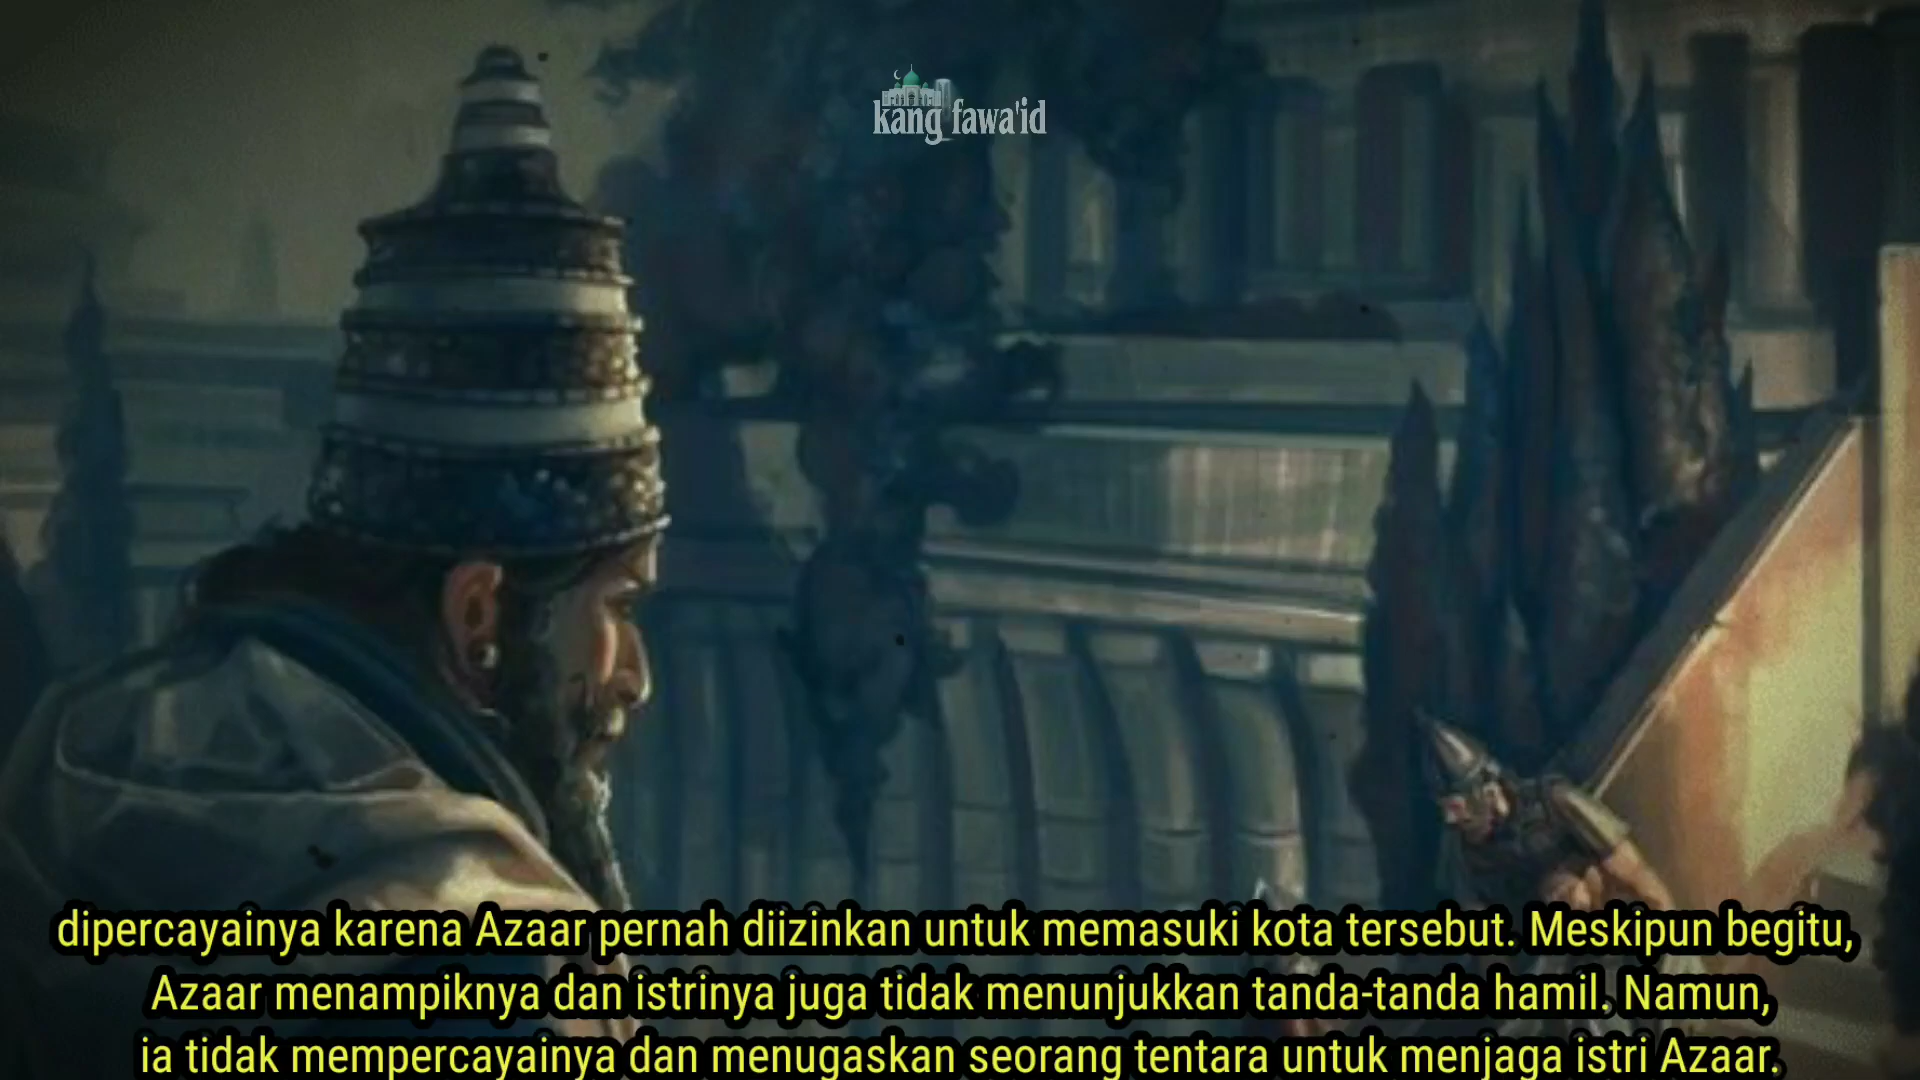 kang fawa'id
dipercayainya karena Azaar pernah diizinkan untuk memasuki kota tersebut. Meskipun begitu,
Azaar menampiknya dan istrinya juga tidak menunjukkan tanda-tanda hamil. Namun,
ia tidak mempercayainya dan menugaskan seorang tentara untuk menjaga istri Azaar.